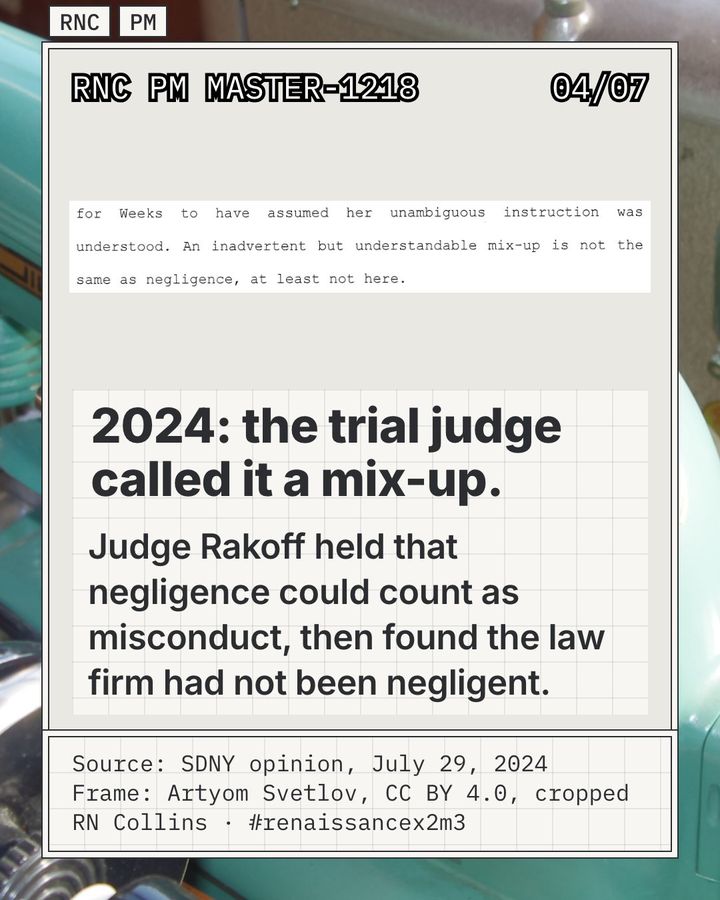 RNC PM
RNC PM MASTER-1218 04/07
for Weeks to have assumed her unambiguous instruction was
understood. An inadvertent but understandable mix-up is not the
same as negligence, at least not here.
2024: the trial judge
called it a mix-up.
Judge Rakoff held that
negligence could count as
misconduct, then found the law
firm had not been negligent.
Source: SDNY opinion, July 29, 2024
Frame: Artyom Svetlov, CC BY 4.0, cropped
RN Collins · #renaissancex2m3